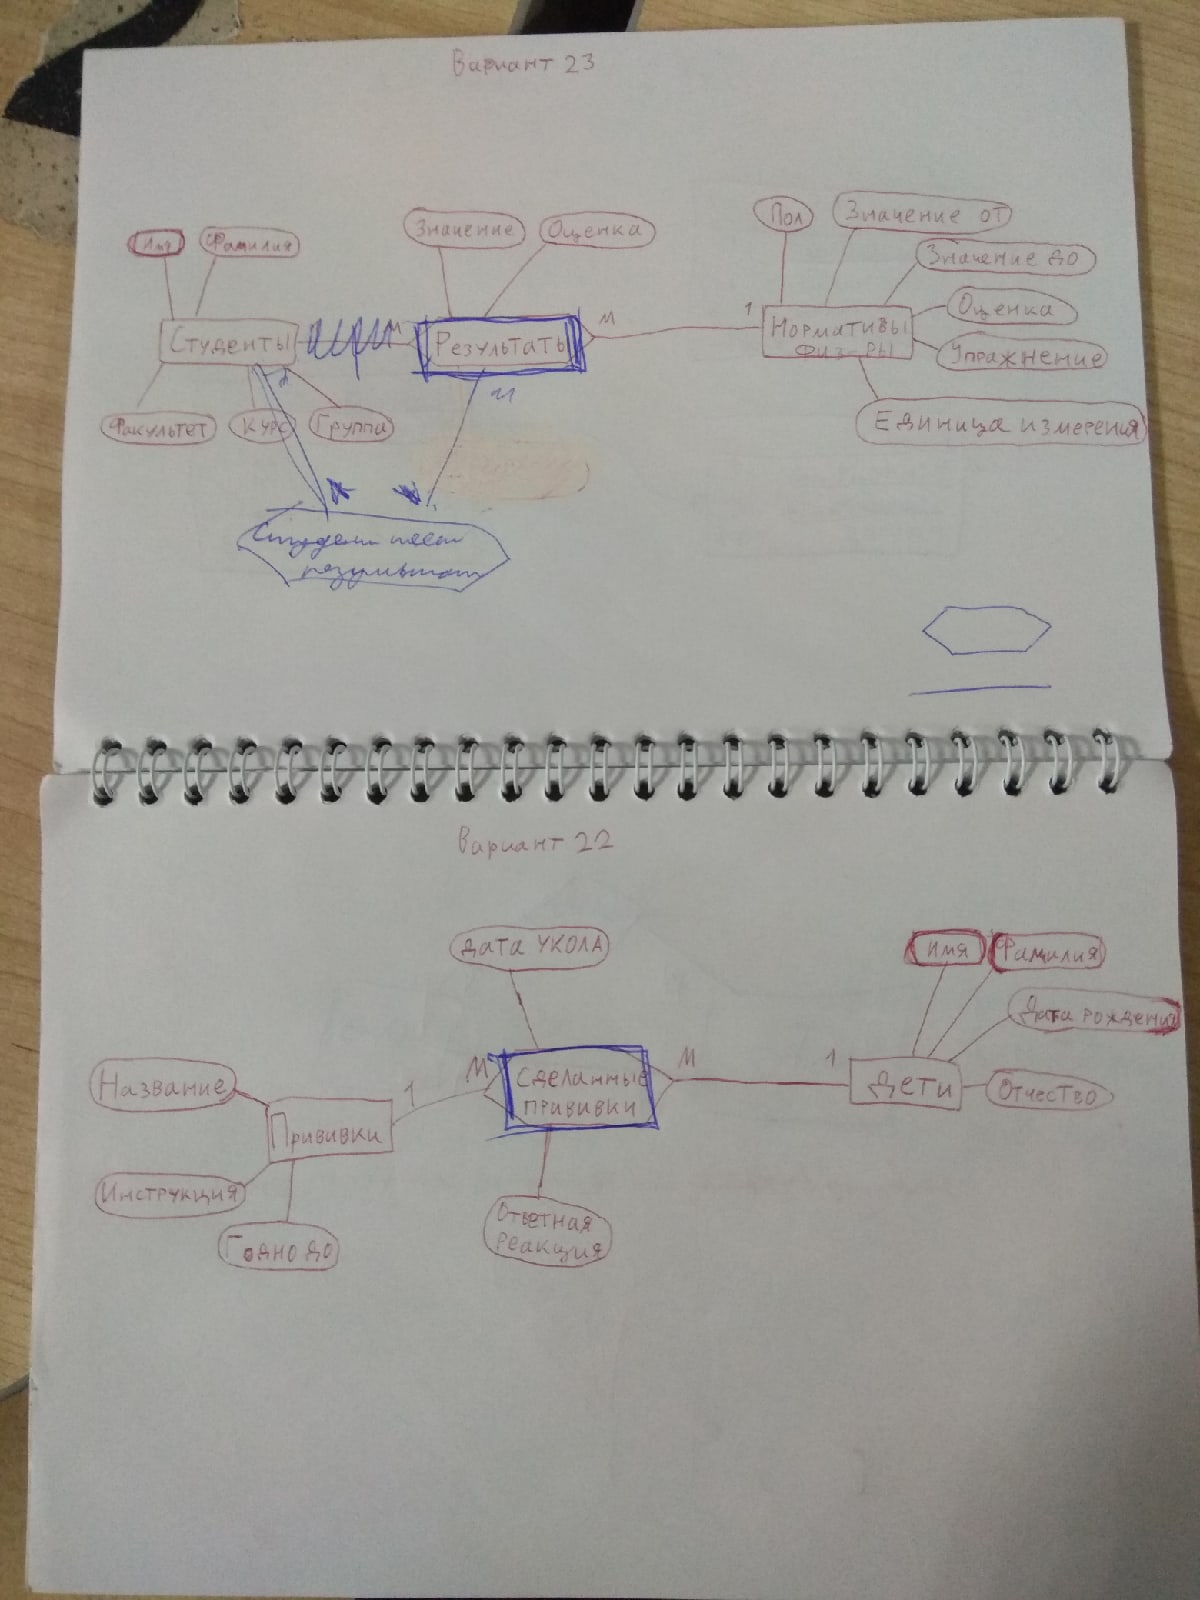 Вариант 23
Пол
Значение от
Имя
Фамилия
Значение
Оценка
Значение до
Оценка
Студенты
М
Результаты
М
1
Нормативы
физ-ры
Упражнение
Факультет
Курс
Группа
М
Единица измерения
Студент имеет
результат
Вариант 22
Дата укола
Имя
Фамилия
Дата рождения
Название
1
М
Сделанные
прививки
М
1
Дети
Отчество
Прививки
Инструкция
Годно до
Ответная
реакция